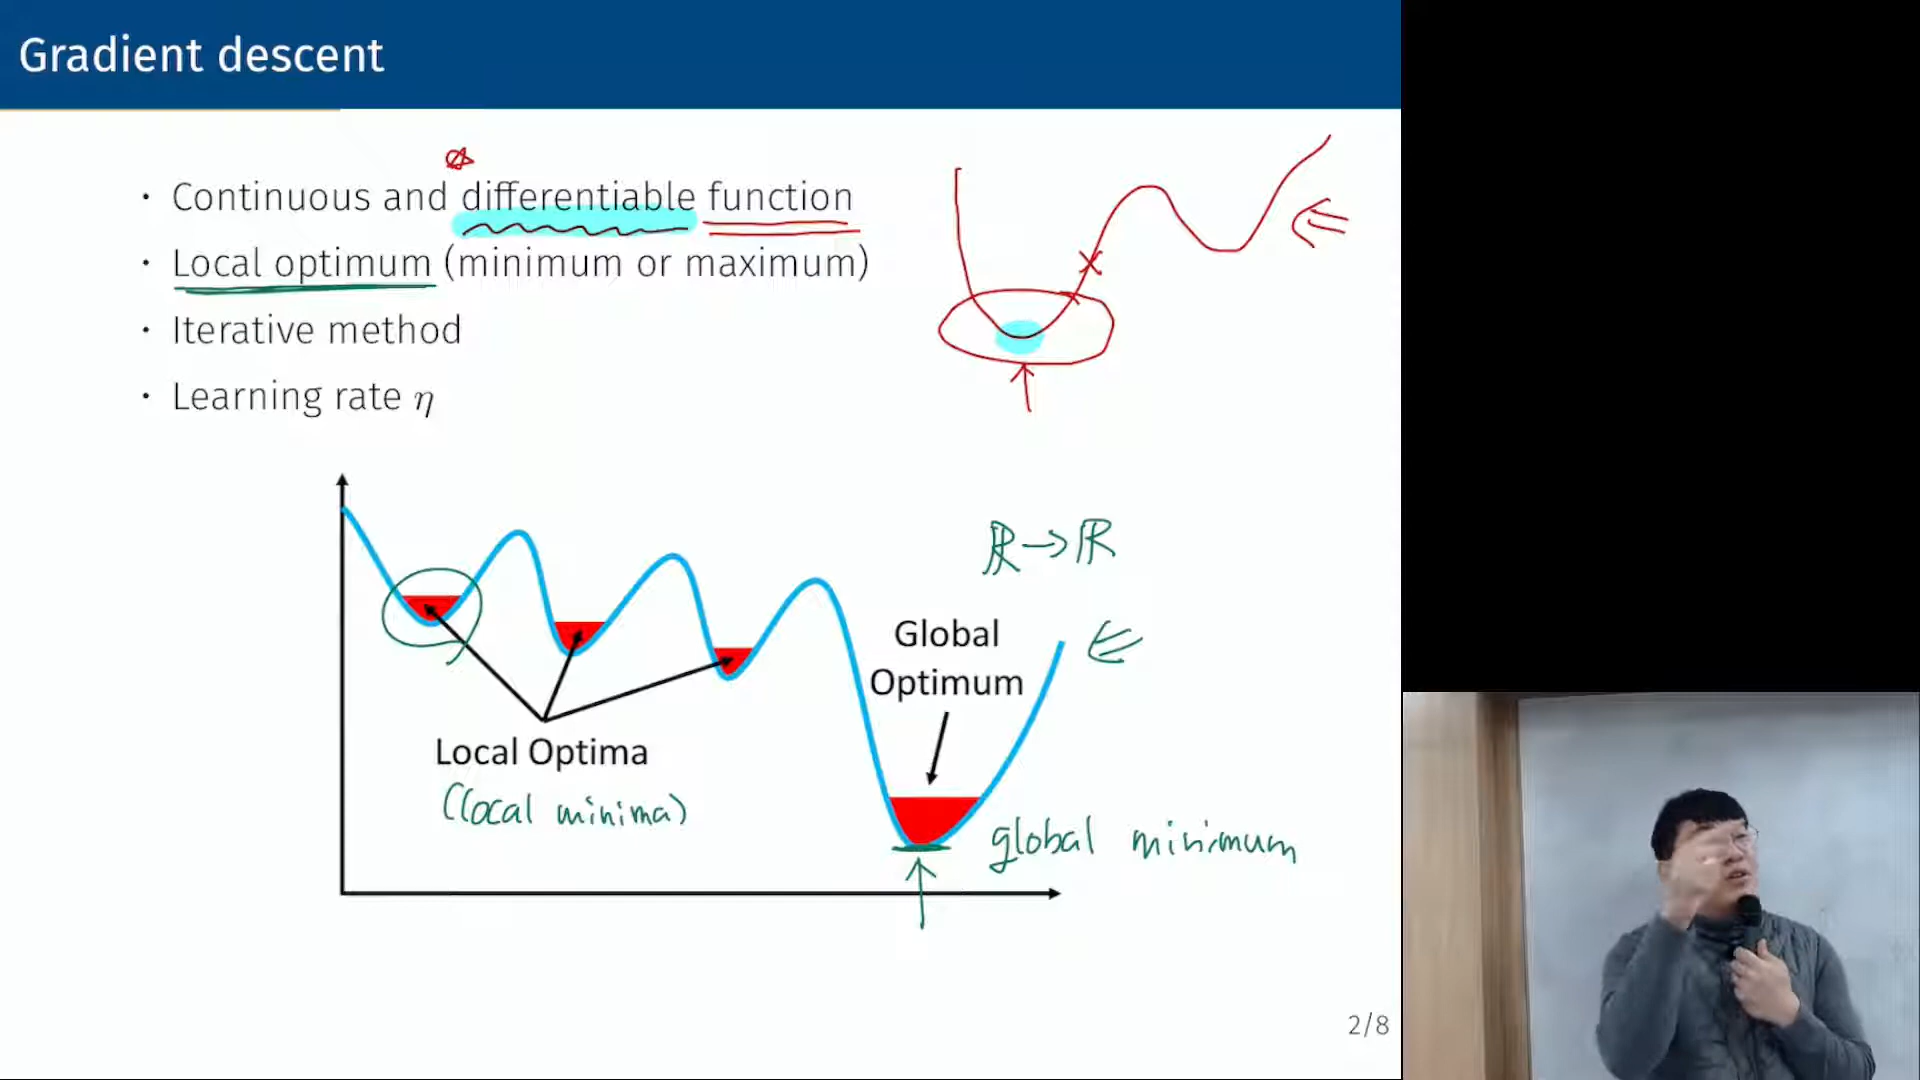 Gradient descent
· Continuous and differentiable function
· Local optimum (minimum or maximum)
· Iterative method
· Learning rate η
ℝ→ℝ
Global
Optimum
Local Optima
(local minima)
global minimum
2/8